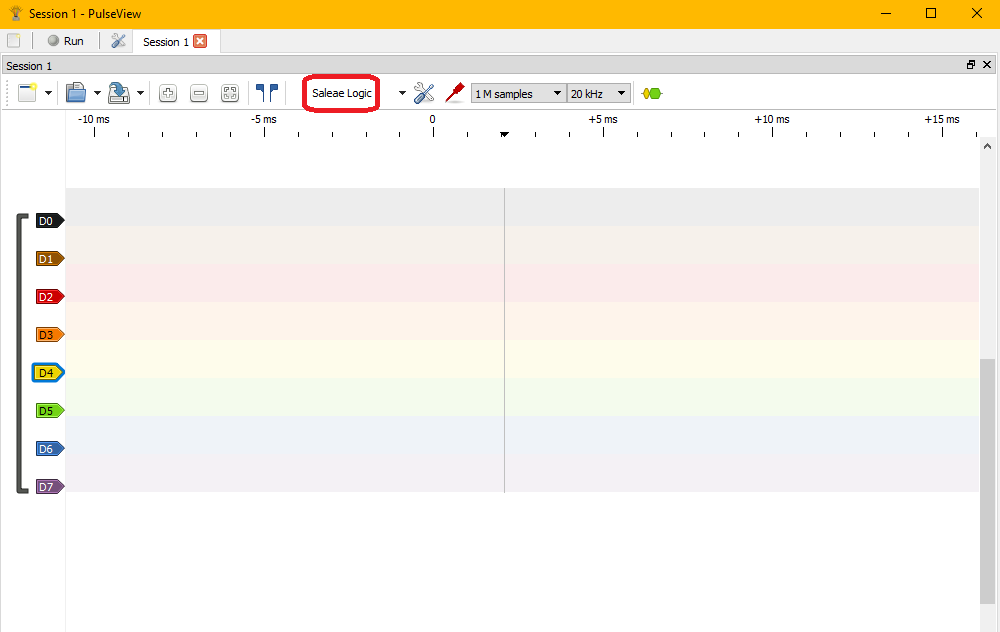 Session 1 - PulseView
Run
Session 1
Session 1
Saleae Logic
1 M samples
20 kHz
-10 ms
-5 ms
0
+5 ms
+10 ms
+15 ms
D0
D1
D2
D3
D4
D5
D6
D7